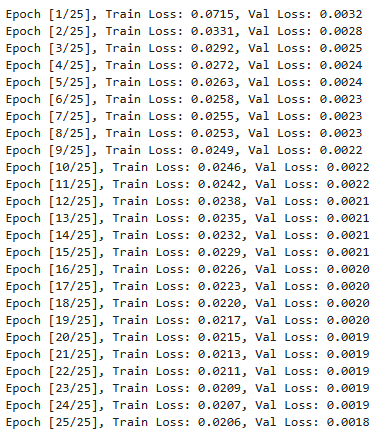 Epoch [1/25], Train Loss: 0.0715, Val Loss: 0.0032
Epoch [2/25], Train Loss: 0.0331, Val Loss: 0.0028
Epoch [3/25], Train Loss: 0.0292, Val Loss: 0.0025
Epoch [4/25], Train Loss: 0.0272, Val Loss: 0.0024
Epoch [5/25], Train Loss: 0.0263, Val Loss: 0.0024
Epoch [6/25], Train Loss: 0.0258, Val Loss: 0.0023
Epoch [7/25], Train Loss: 0.0255, Val Loss: 0.0023
Epoch [8/25], Train Loss: 0.0253, Val Loss: 0.0023
Epoch [9/25], Train Loss: 0.0249, Val Loss: 0.0022
Epoch [10/25], Train Loss: 0.0246, Val Loss: 0.0022
Epoch [11/25], Train Loss: 0.0242, Val Loss: 0.0022
Epoch [12/25], Train Loss: 0.0238, Val Loss: 0.0021
Epoch [13/25], Train Loss: 0.0235, Val Loss: 0.0021
Epoch [14/25], Train Loss: 0.0232, Val Loss: 0.0021
Epoch [15/25], Train Loss: 0.0229, Val Loss: 0.0021
Epoch [16/25], Train Loss: 0.0226, Val Loss: 0.0020
Epoch [17/25], Train Loss: 0.0223, Val Loss: 0.0020
Epoch [18/25], Train Loss: 0.0220, Val Loss: 0.0020
Epoch [19/25], Train Loss: 0.0217, Val Loss: 0.0020
Epoch [20/25], Train Loss: 0.0215, Val Loss: 0.0019
Epoch [21/25], Train Loss: 0.0213, Val Loss: 0.0019
Epoch [22/25], Train Loss: 0.0211, Val Loss: 0.0019
Epoch [23/25], Train Loss: 0.0209, Val Loss: 0.0019
Epoch [24/25], Train Loss: 0.0207, Val Loss: 0.0019
Epoch [25/25], Train Loss: 0.0206, Val Loss: 0.0018